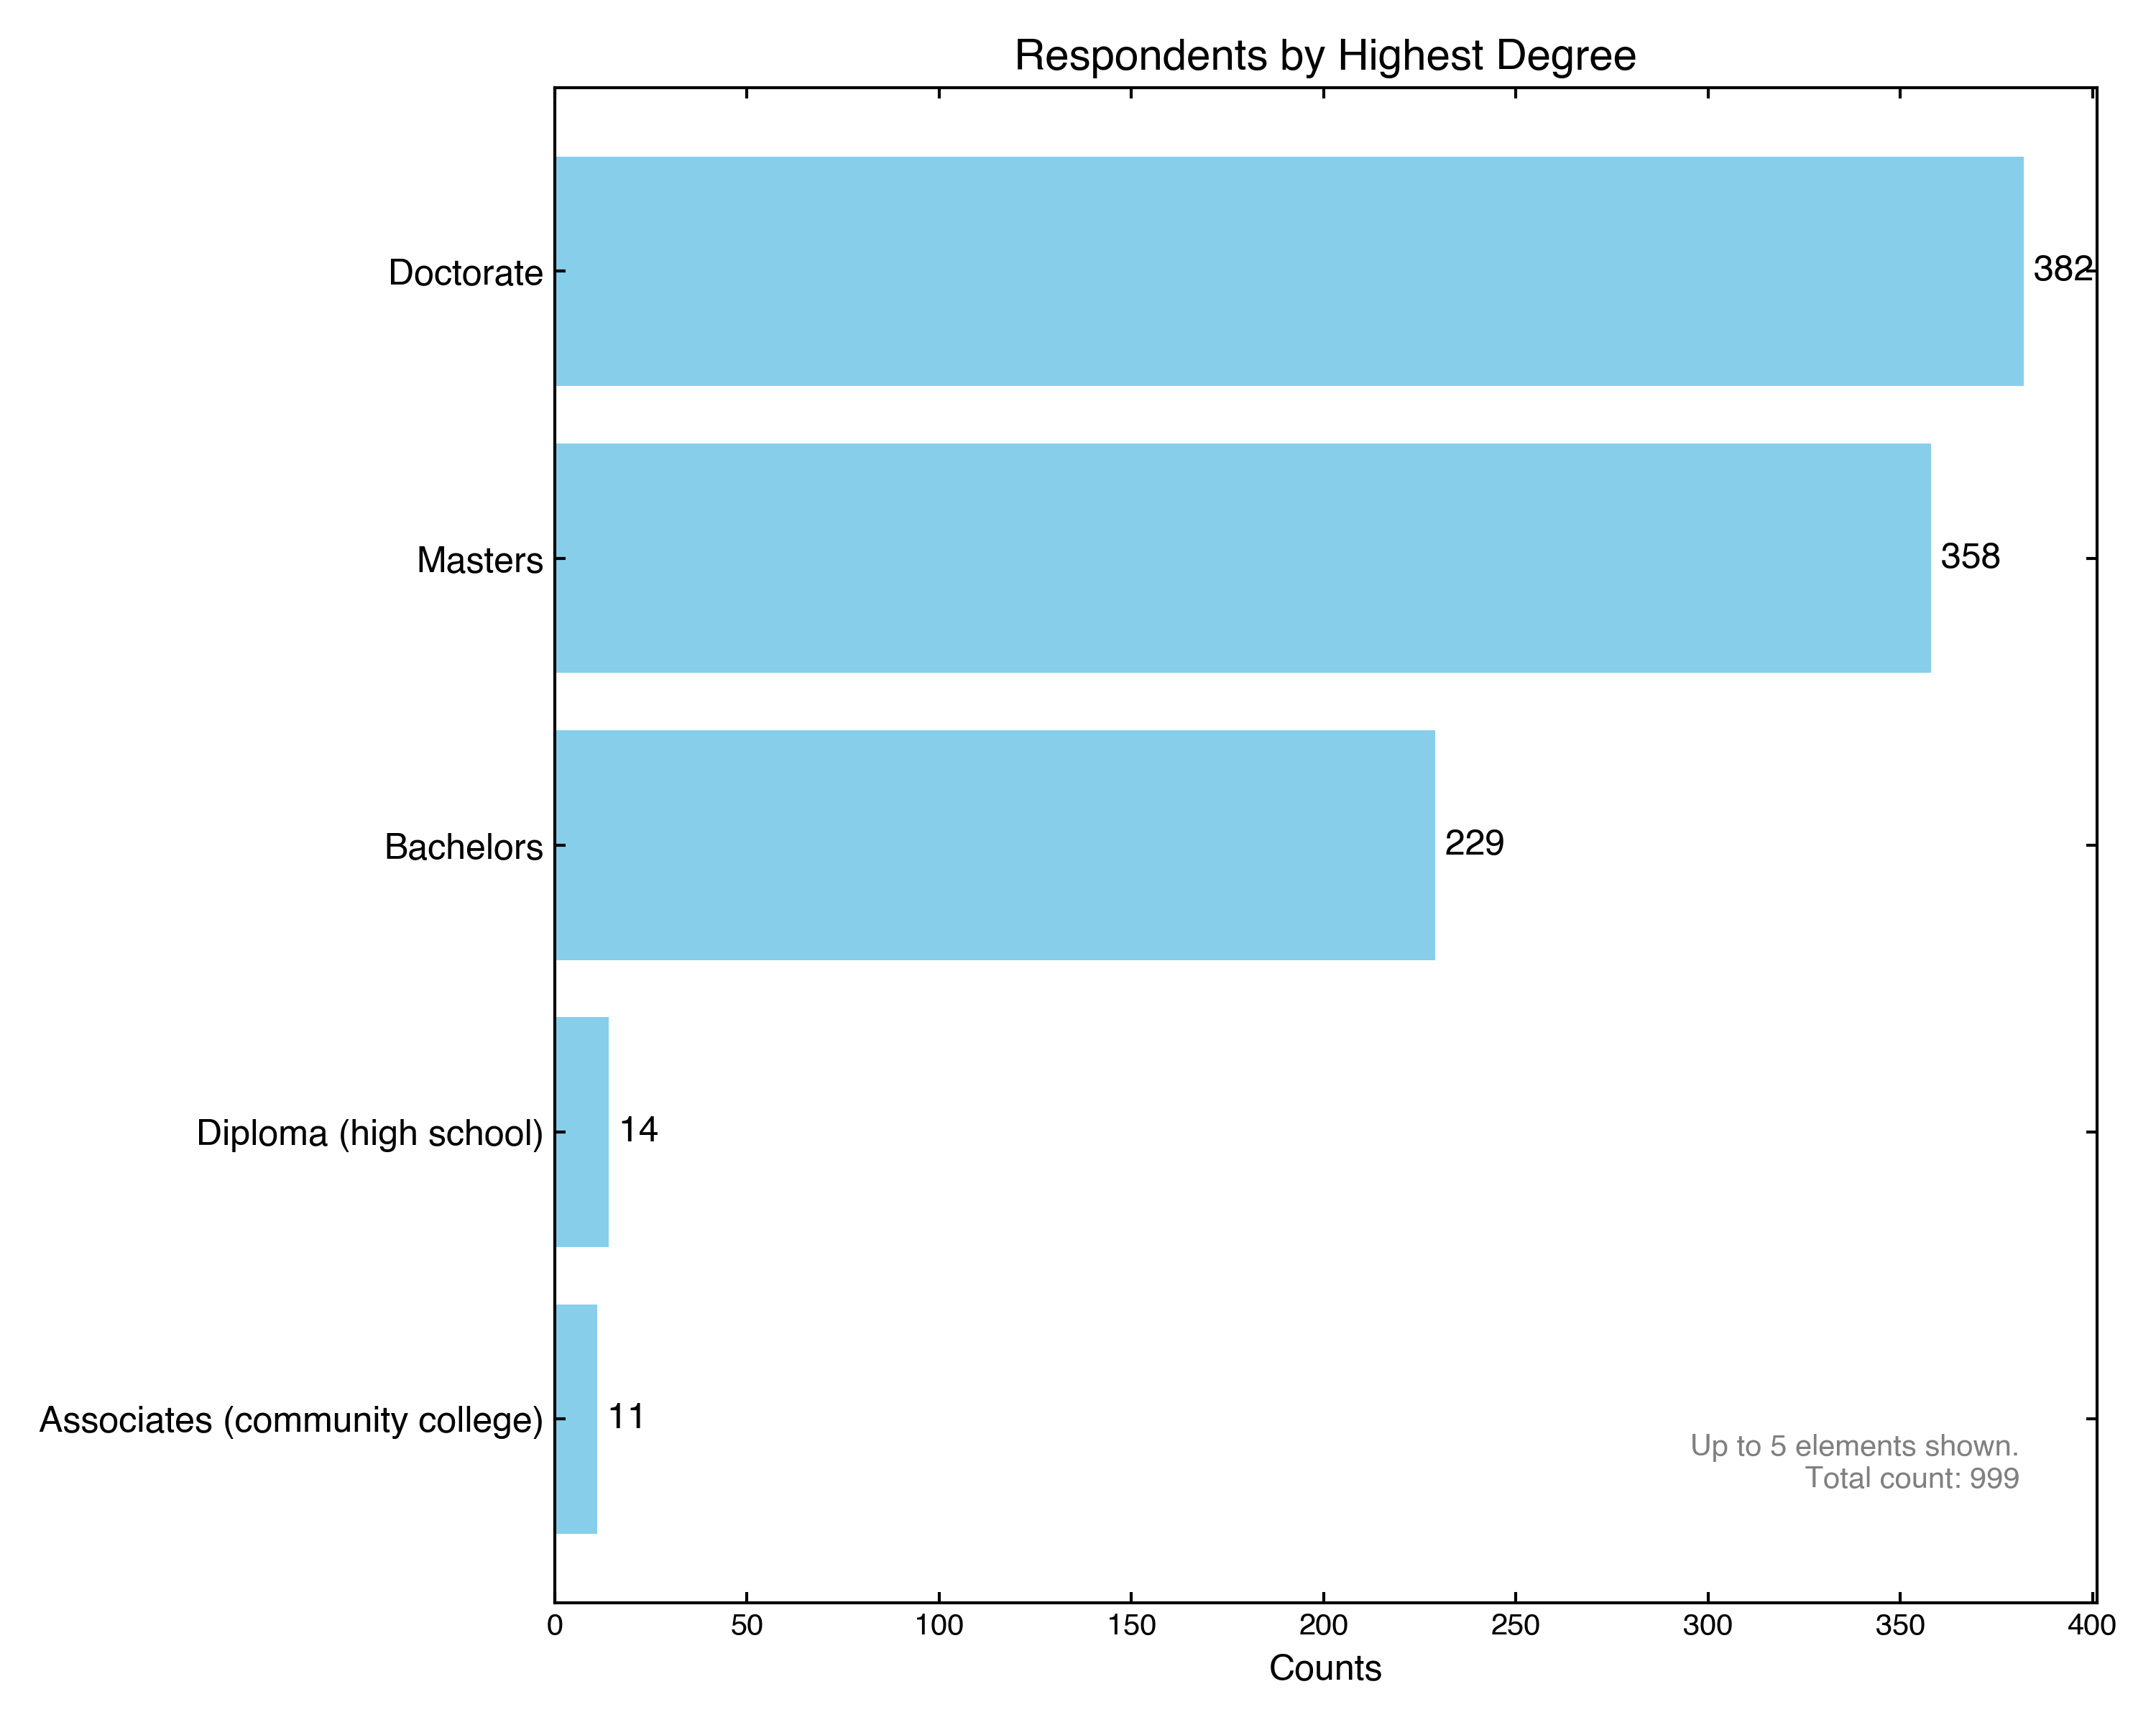 Respondents by Highest Degree
Doctorate
382
Masters
358
Bachelors
229
Diploma (high school)
14
Associates (community college)
11
Up to 5 elements shown.
Total count: 999
0 50 100 150 200 250 300 350 400
Counts